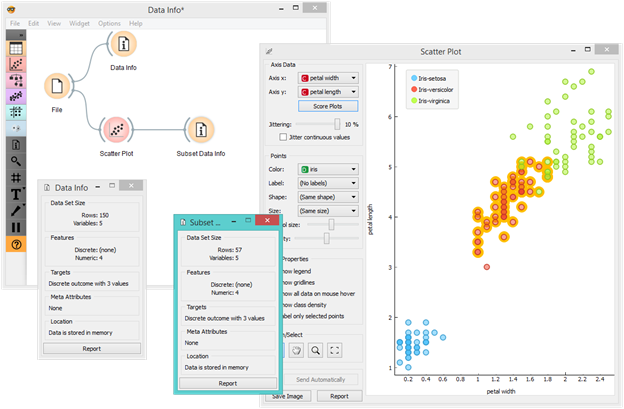 Data Info*
File Edit View Widget Options Help
Data Info
File
Scatter Plot
Subset Data Info
Data Info
Data Set Size
Rows: 150
Variables: 5
Features
Discrete: (none)
Numeric: 4
Targets
Discrete outcome with 3 values
Meta Attributes
None
Location
Data is stored in memory
Report
Subset ...
Data Set Size
Rows: 57
Variables: 5
Features
Discrete: (none)
Numeric: 4
Targets
Discrete outcome with 3 values
Meta Attributes
None
Location
Data is stored in memory
Report
Scatter Plot
Axis Data
Axis x: C petal width
Axis y: C petal length
Score Plots
Jittering: 10 %
Jitter continuous values
Points
Color: D iris
Label: (No labels)
Shape: (Same shape)
Size: (Same size)
ol size:
ity:
Properties
how legend
how gridlines
how all data on mouse hover
how class density
abel only selected points
/Select
Send Automatically
Save Image Report
Iris-setosa
Iris-versicolor
Iris-virginica
7
6
5
4
3
2
1
petal length
0.2 0.4 0.6 0.8 1 1.2 1.4 1.6 1.8 2 2.2 2.4
petal width